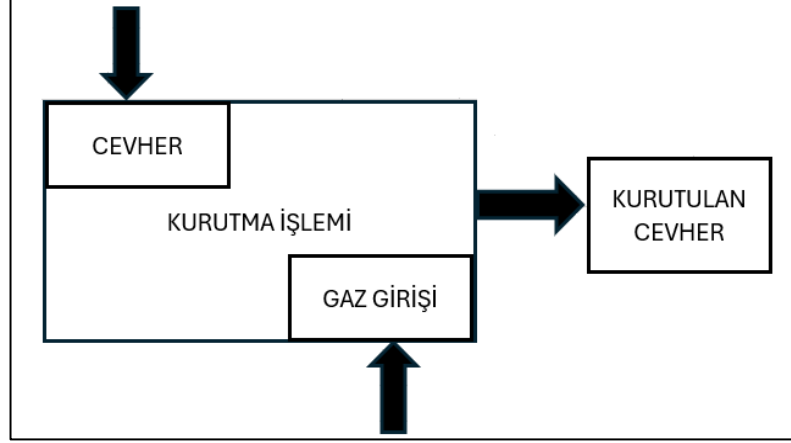 CEVHER
KURUTMA İŞLEMİ
GAZ GİRİŞİ
KURUTULAN
CEVHER